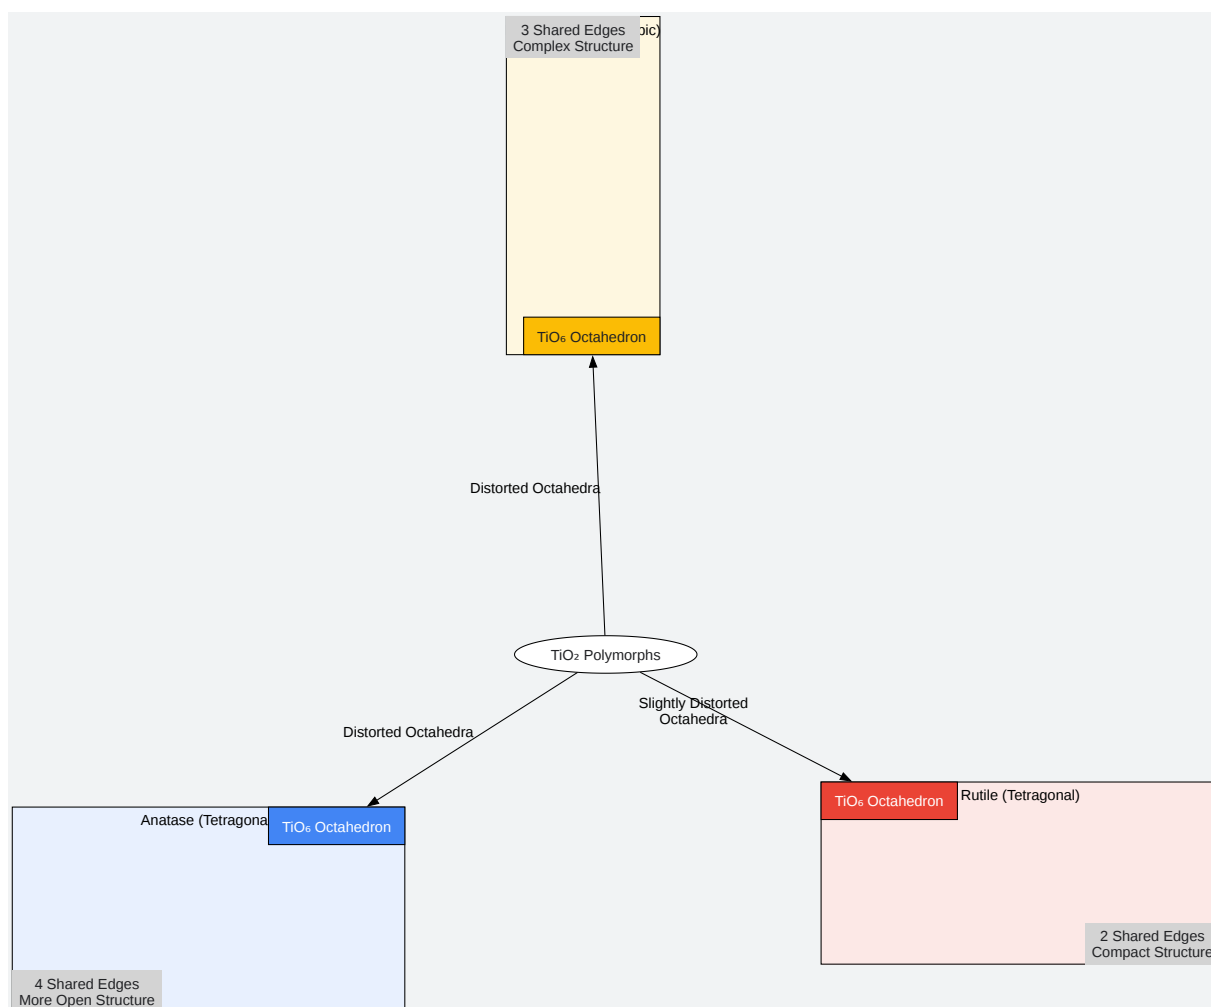 3 Shared Edges
Complex Structure
bic)
TiO₆ Octahedron
Distorted Octahedra
TiO₂ Polymorphs
Slightly Distorted
Octahedra
Distorted Octahedra
TiO₆ Octahedron
Rutile (Tetragonal)
Anatase (Tetragona
TiO₆ Octahedron
2 Shared Edges
Compact Structure
4 Shared Edges
More Open Structure